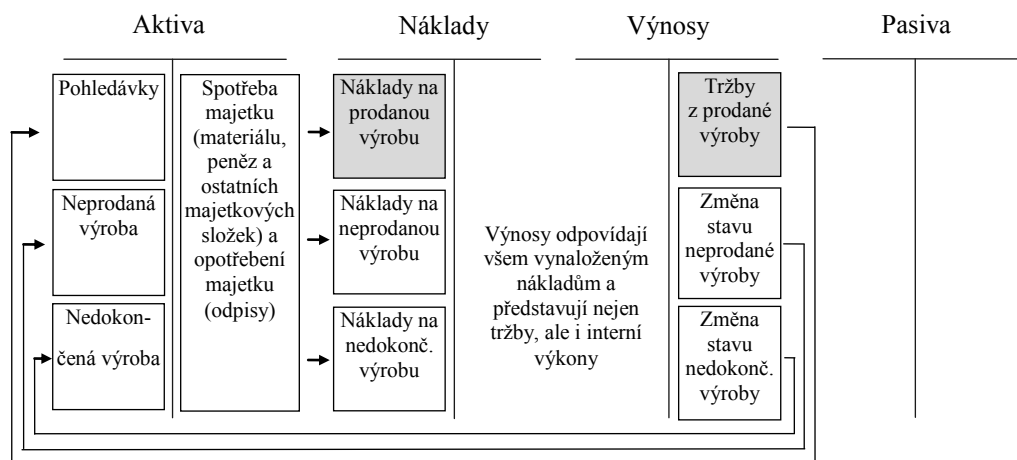 Aktiva
Náklady
Výnosy
Pasiva
Pohledávky
Neprodaná
výroba
Nedokon-
čená výroba
Spotřeba
majetku
(materiálu,
peněz a
ostatních
majetkových
složek) a
opotřebení
majetku
(odpisy)
Náklady na
prodanou
výrobu
Náklady na
neprodanou
výrobu
Náklady na
nedokonč.
výrobu
Výnosy odpovídají
všem vynaloženým
nákladům a
představují nejen
tržby, ale i interní
výkony
Tržby
z prodané
výroby
Změna
stavu
neprodané
výroby
Změna
stavu
nedokonč.
výroby